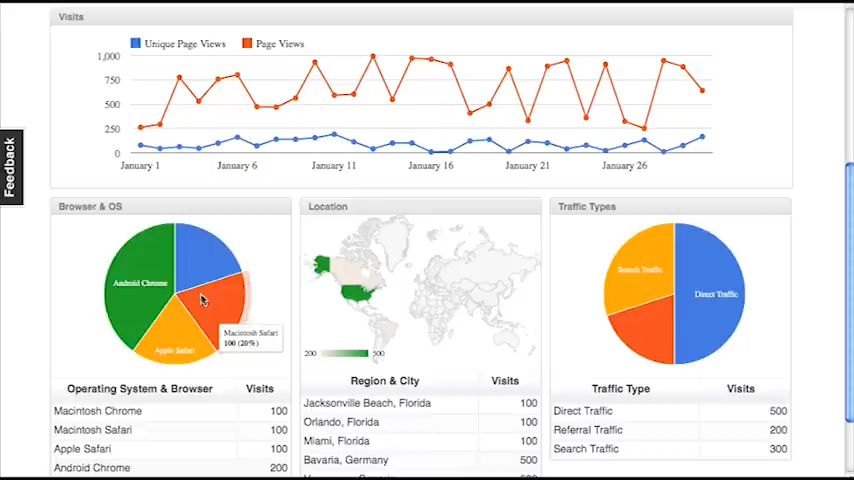 Visits
Unique Page Views Page Views
1,000
750
500
250
0
January 1 January 6 January 11 January 16 January 21 January 26
Feedback
Browser & OS Location Traffic Types
Android Chrome
Search Traffic
Direct Traffic
Macintosh Safari
100 (20%)
Apple Safari
200 500
Operating System & Browser Visits
Macintosh Chrome 100
Macintosh Safari 100
Apple Safari 100
Android Chrome 200
Region & City Visits
Jacksonville Beach, Florida 100
Orlando, Florida 100
Miami, Florida 100
Bavaria, Germany 500
Traffic Type Visits
Direct Traffic 500
Referral Traffic 200
Search Traffic 300